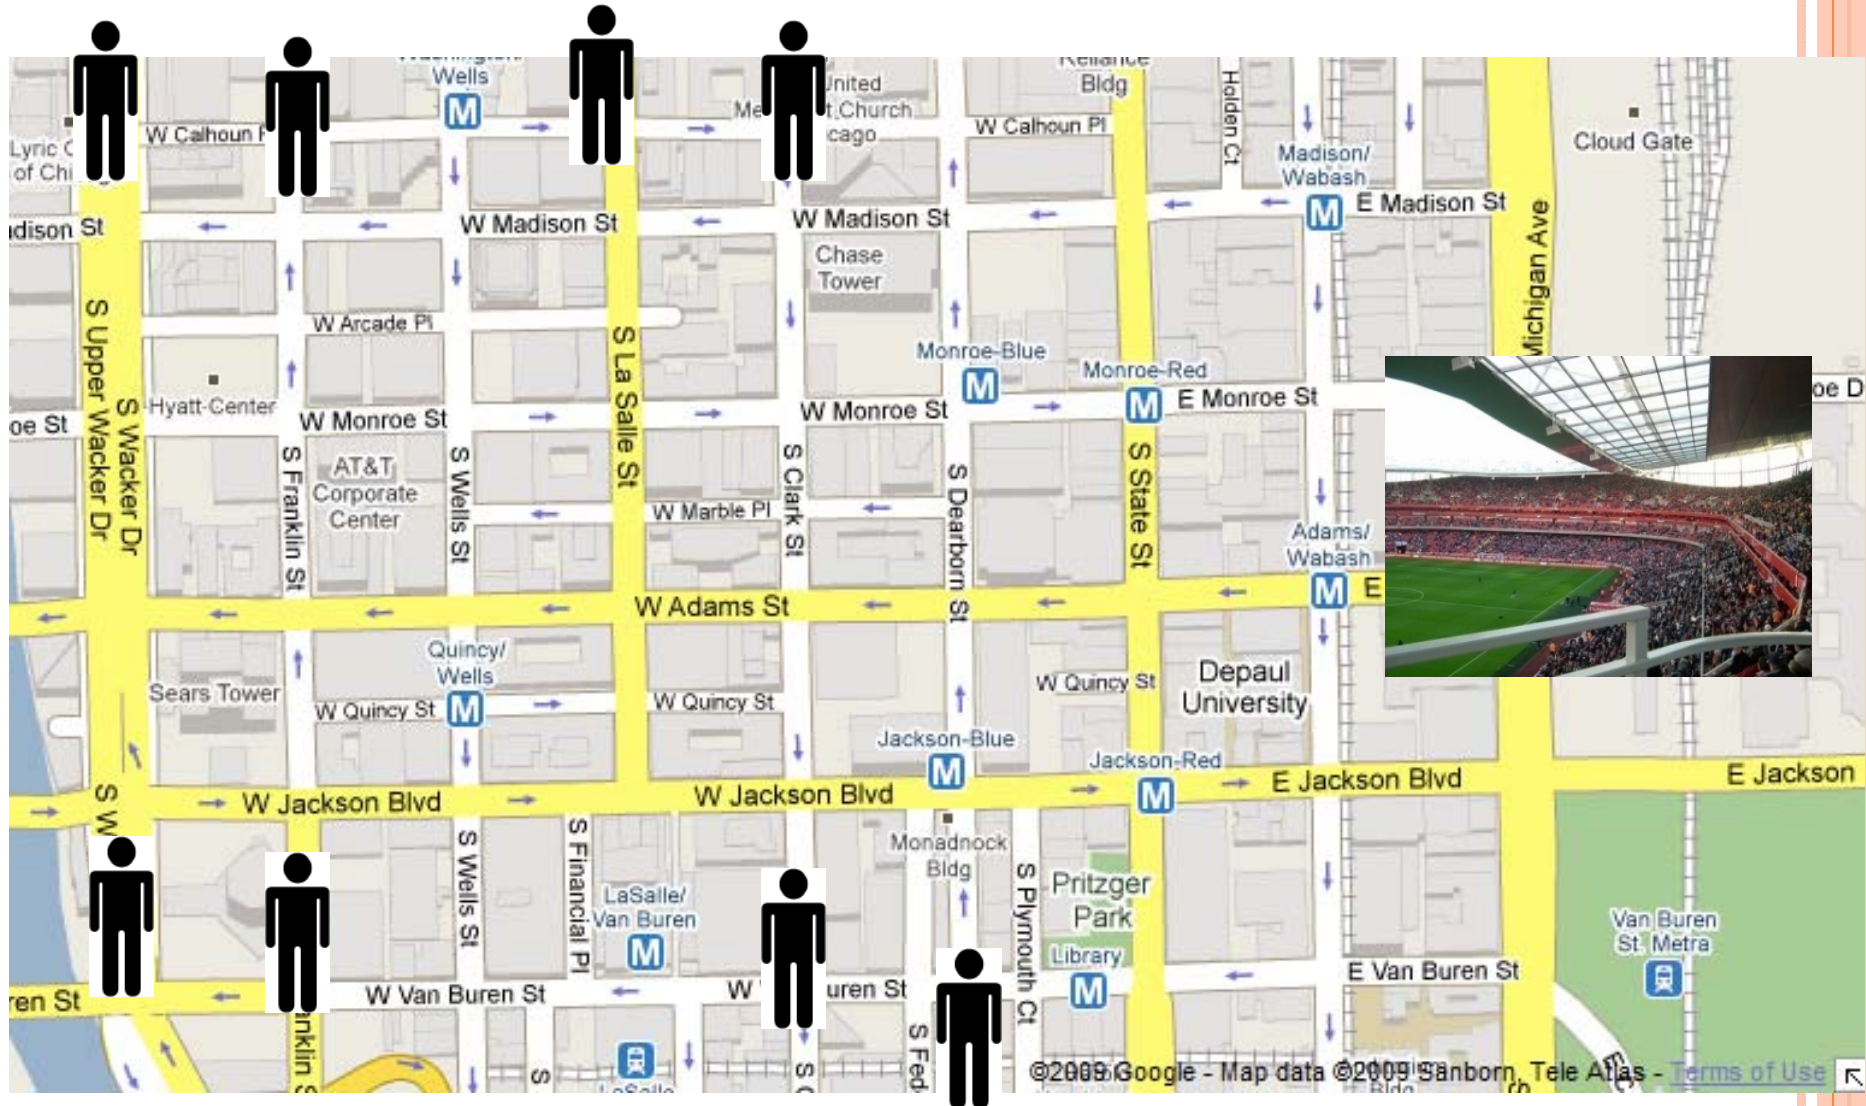 Wells
United
Church
Bldg
Holden Ct
W Calhoun
W Calhoun Pl
Cloud Gate
Lyric
of
Madison/
Wabash
E Madison St
W Madison St
W Madison St
St
Michigan Ave
Chase
Tower
S Upper Wacker Dr
W Arcade Pl
S La Salle St
Monroe-Blue
Monroe-Red
Hyatt-Center
S Wacker Dr
W Monroe St
W Monroe St
E Monroe St
St
AT&T
Corporate
Center
S Franklin St
S Wells St
S Clark St
S Dearborn St
S State St
W Marble Pl
Adams/
Wabash
W Adams St
E
Quincy/
Wells
Sears Tower
W Quincy St
W Quincy St
W Quincy St
Depaul
University
Jackson-Blue
Jackson-Red
W Jackson Blvd
W Jackson Blvd
E Jackson Blvd
E Jackson
S W
S Wells St
S Financial Pl
LaSalle/
Van Buren
Monadnock
Bldg
S Plymouth Ct
Pritzger
Park
Library
Van Buren
St. Metra
W Van Buren St
W
St
E Van Buren St
St
S
S
©2009 Google - Map data ©2009 Sanborn, Tele Atlas - Terms of Use